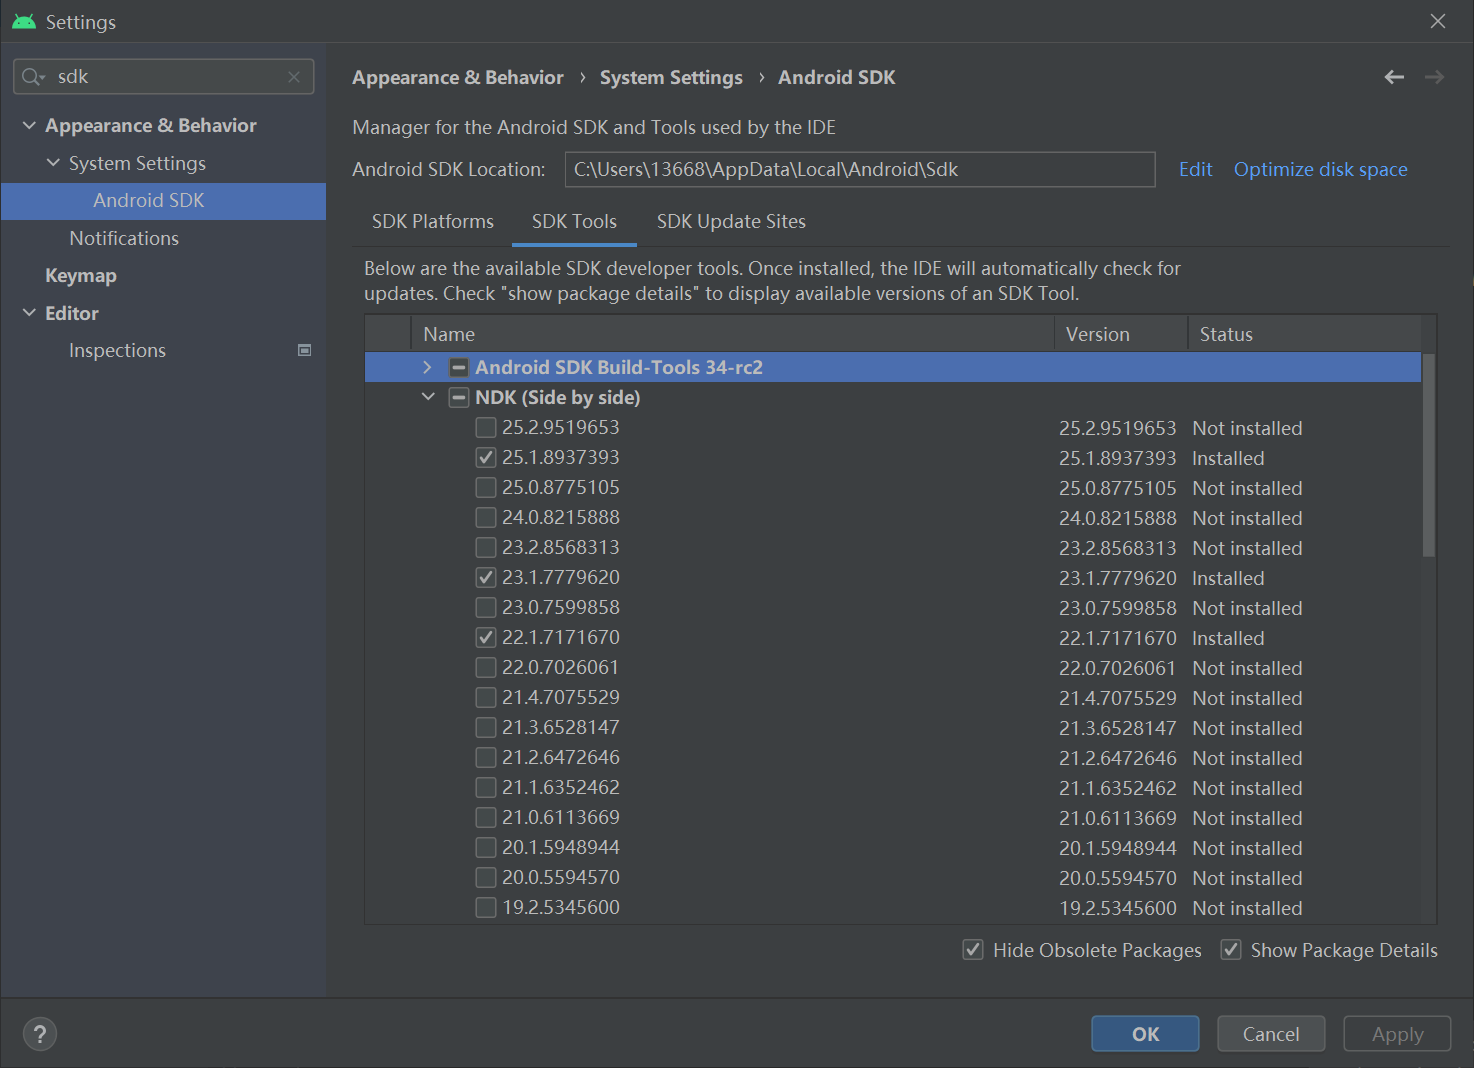 Settings
sdk
Appearance & Behavior
System Settings
Android SDK
Notifications
Keymap
Editor
Inspections
Appearance & Behavior › System Settings › Android SDK
Manager for the Android SDK and Tools used by the IDE
Android SDK Location: C:\Users\13668\AppData\Local\Android\Sdk Edit Optimize disk space
SDK Platforms SDK Tools SDK Update Sites
Below are the available SDK developer tools. Once installed, the IDE will automatically check for
updates. Check "show package details" to display available versions of an SDK Tool.
Name Version Status
Android SDK Build-Tools 34-rc2
NDK (Side by side)
25.2.9519653 25.2.9519653 Not installed
25.1.8937393 25.1.8937393 Installed
25.0.8775105 25.0.8775105 Not installed
24.0.8215888 24.0.8215888 Not installed
23.2.8568313 23.2.8568313 Not installed
23.1.7779620 23.1.7779620 Installed
23.0.7599858 23.0.7599858 Not installed
22.1.7171670 22.1.7171670 Installed
22.0.7026061 22.0.7026061 Not installed
21.4.7075529 21.4.7075529 Not installed
21.3.6528147 21.3.6528147 Not installed
21.2.6472646 21.2.6472646 Not installed
21.1.6352462 21.1.6352462 Not installed
21.0.6113669 21.0.6113669 Not installed
20.1.5948944 20.1.5948944 Not installed
20.0.5594570 20.0.5594570 Not installed
19.2.5345600 19.2.5345600 Not installed
Hide Obsolete Packages Show Package Details
? OK Cancel Apply